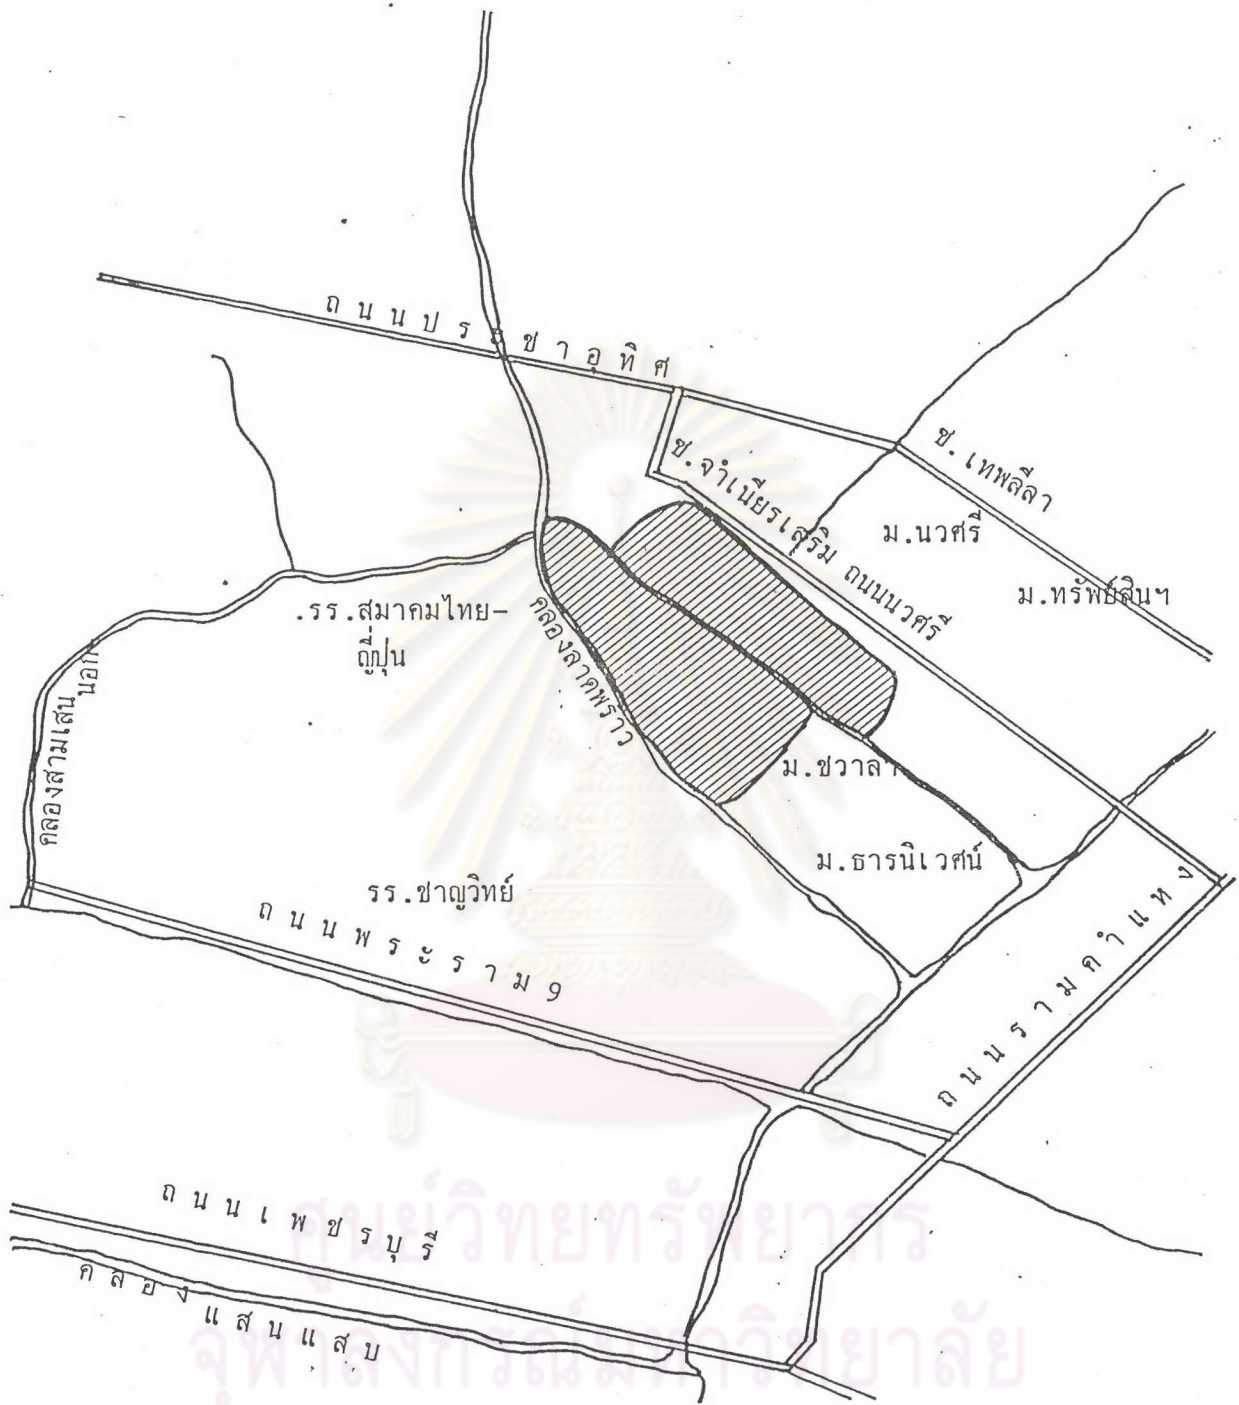 ถนนประชาอุทิศ
ซ. เทพลีลา
ซ.จำเนียรเสริม ถนนนวศรี
ม.นวศรี
ม.ทรัพย์สินฯ
.รร.สมาคมไทย-
ญี่ปุ่น
คลองลาดพร้าว
คลองสามเสนนอก
ม.ชวาลา
ม.ธารนิเวศน์
รร.ชาญวิทย์
ถนนพระราม9
ถนนรามคำแหง
ถนนเพชรบุรี
คลองแสนแสบ
ศูนย์วิทยทรัพยากร
จุฬาลงกรณ์มหาวิทยาลัย